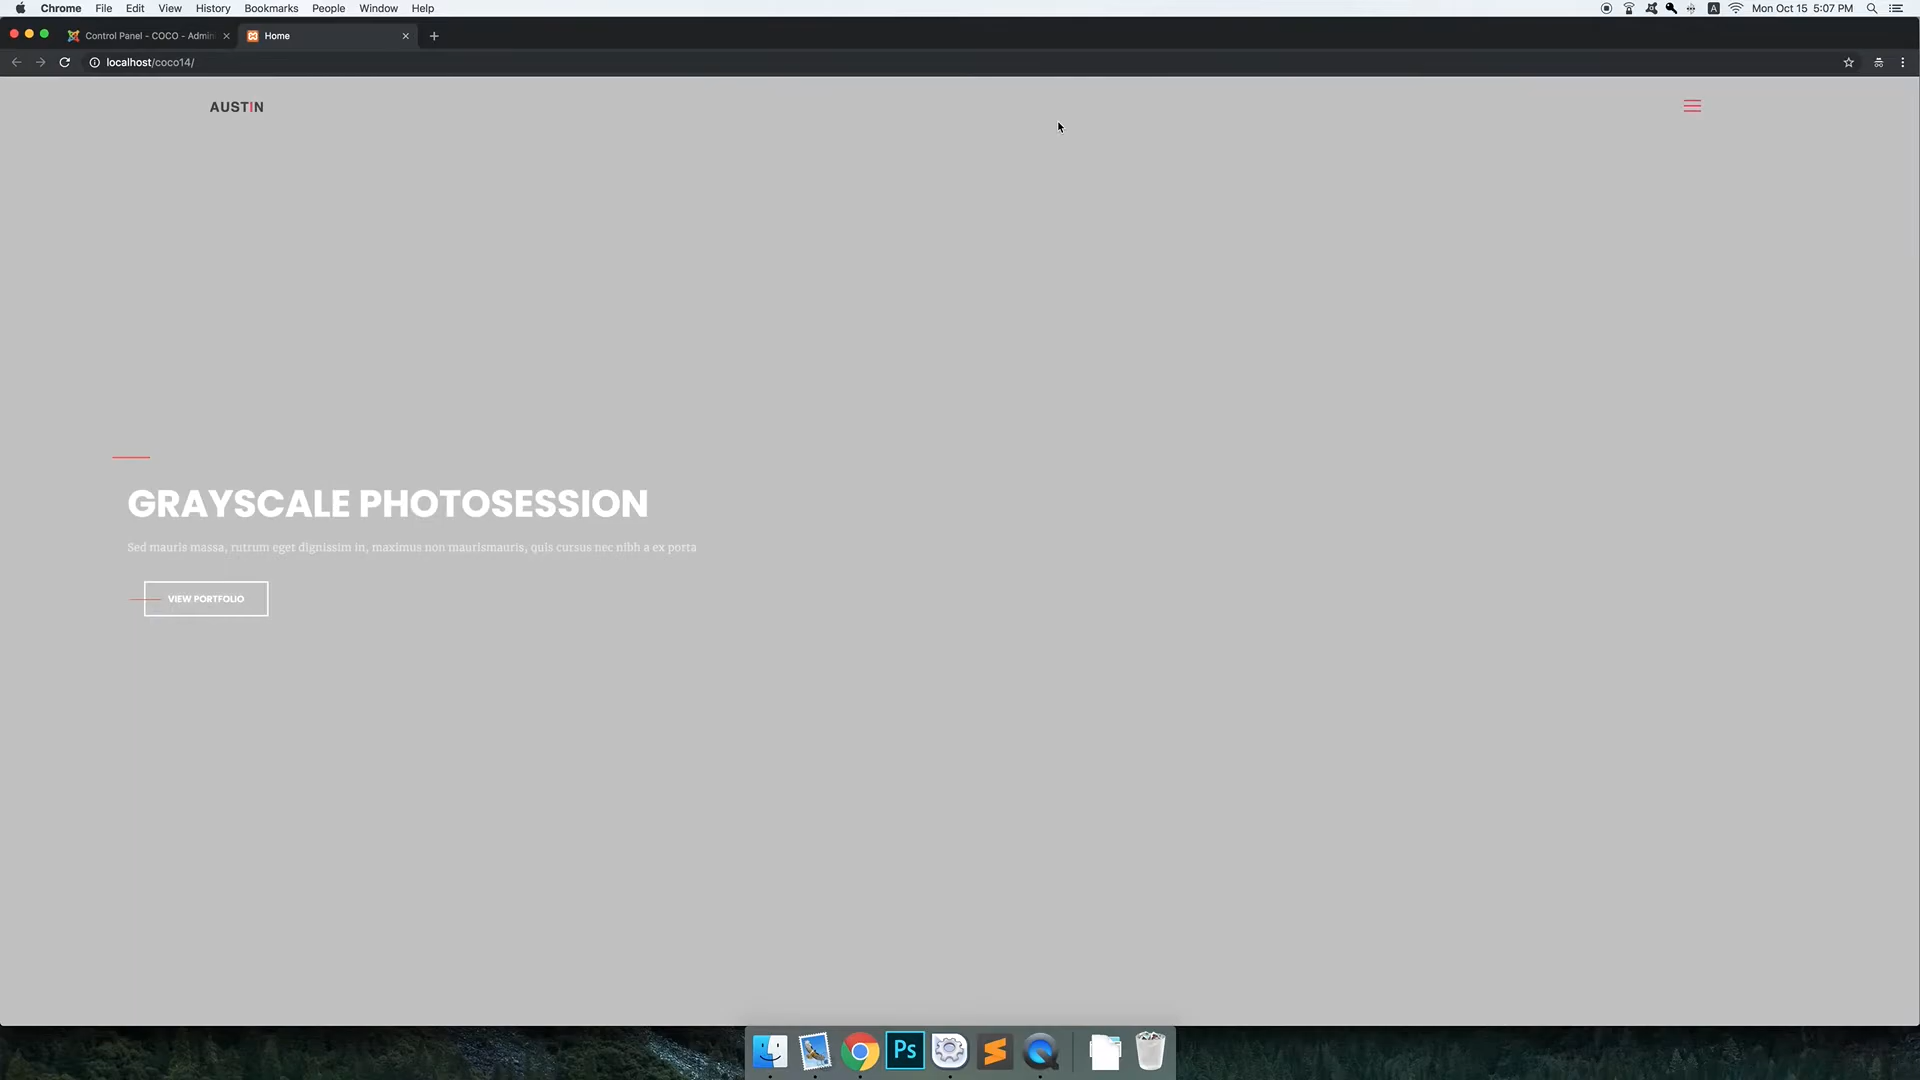 Chrome File Edit View History Bookmarks People Window Help
A Mon Oct 15 5:07 PM
Control Panel - COCO - Admin
Home
localhost/coco14/
AUSTIN
GRAYSCALE PHOTOSESSION
Sed mauris massa, rutrum eget dignissim in, maximus non maurismauris, quis cursus nec nibh a ex porta
VIEW PORTFOLIO
Ps